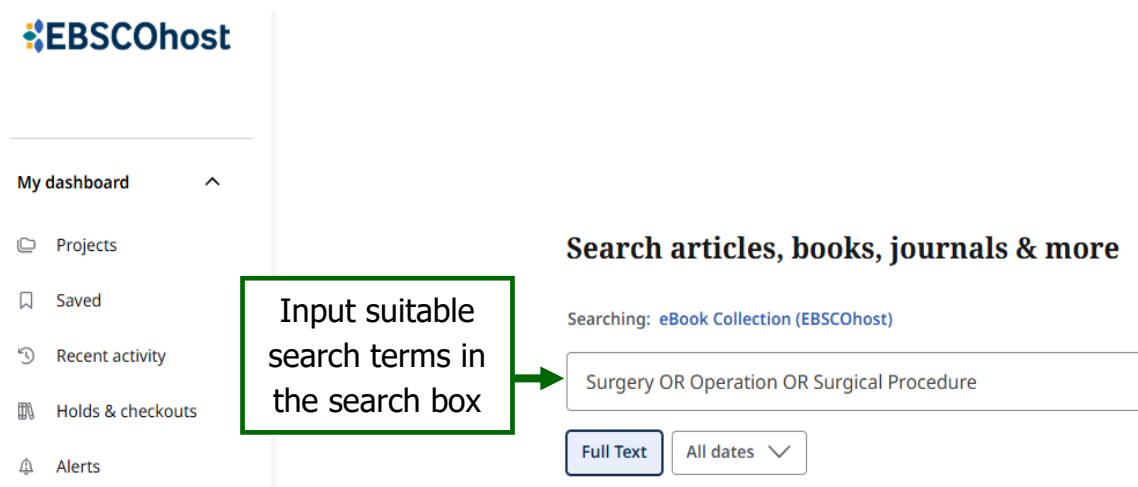 EBSCOhost
My dashboard
Projects
Saved
Recent activity
Holds & checkouts
Alerts
Input suitable
search terms in
the search box
Search articles, books, journals & more
Searching: eBook Collection (EBSCOhost)
Surgery OR Operation OR Surgical Procedure
Full Text All dates